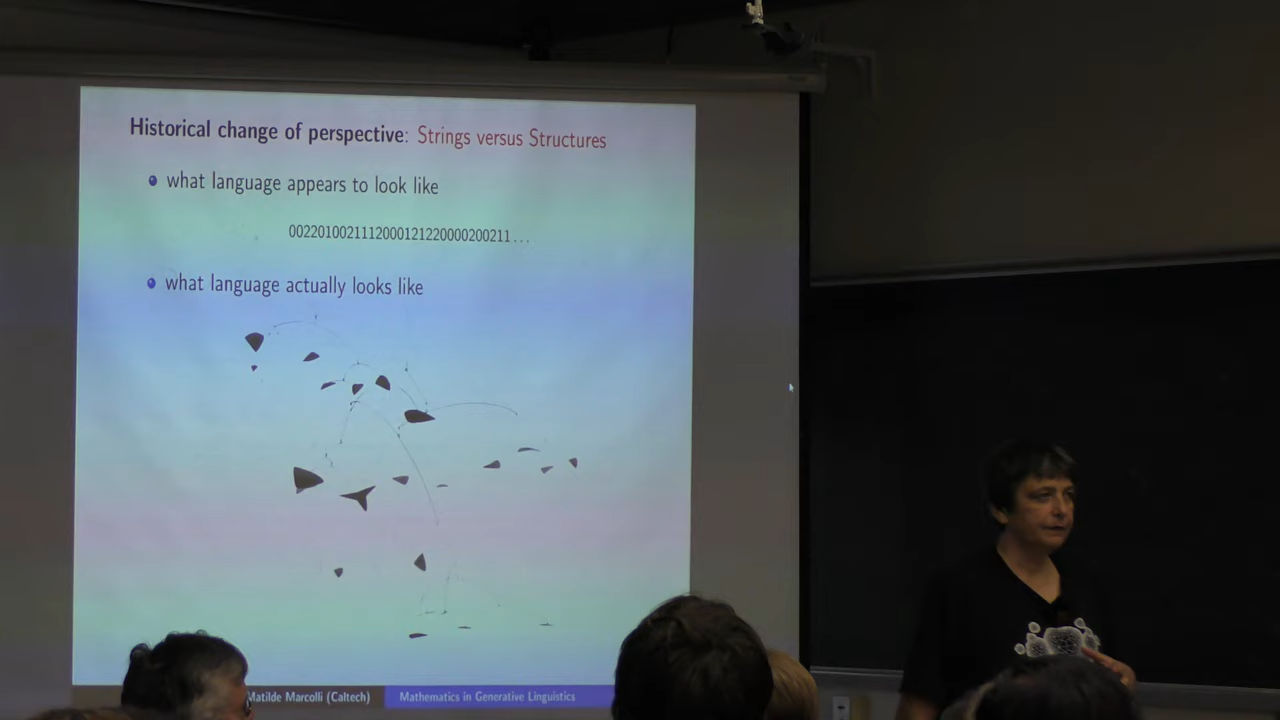 Historical change of perspective: Strings versus Structures
what language appears to look like
0022010021112000121220000200211...
what language actually looks like
Matilde Marcolli (Caltech) Mathematics in Generative Linguistics